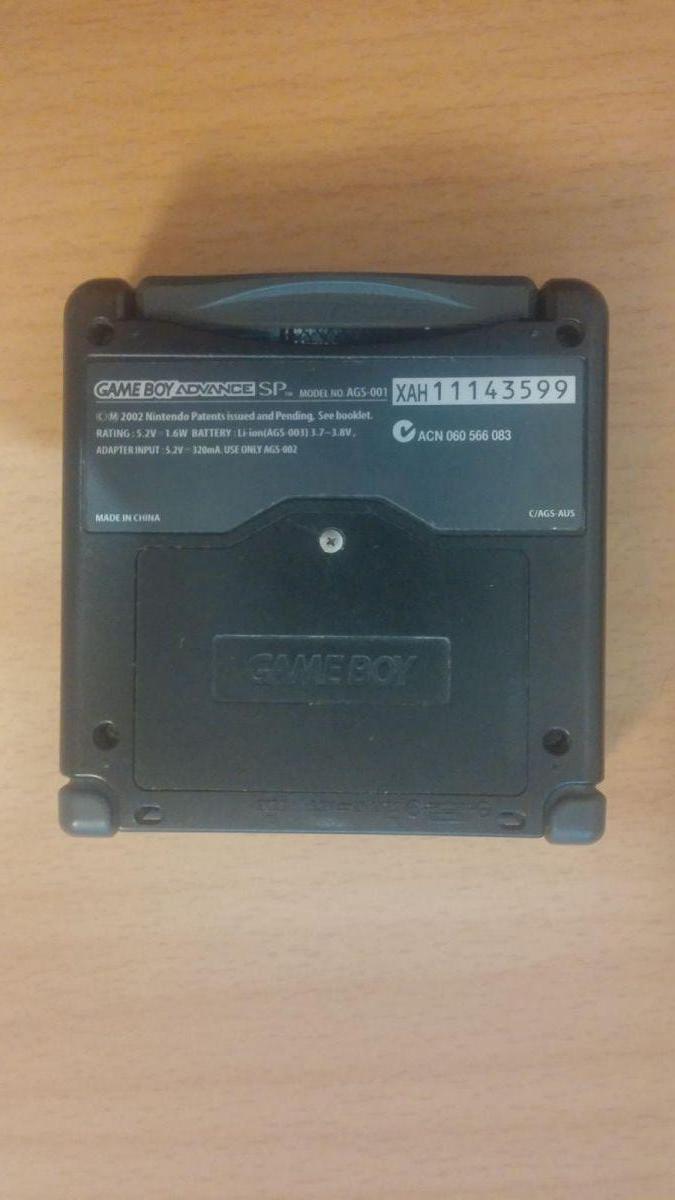 GAME BOY ADVANCE SP™ MODEL NO. AGS-001 XAH11143599
©M 2002 Nintendo Patents issued and Pending, See booklet.
RATING : 5.2V⎓1.6W BATTERY : Li-ion(AGS-003) 3.7-3.8V,
ACN 060 566 083
ADAPTER INPUT : 5.2V⎓320mA. USE ONLY AGS-002
MADE IN CHINA C/AGS-AUS
GAME BOY